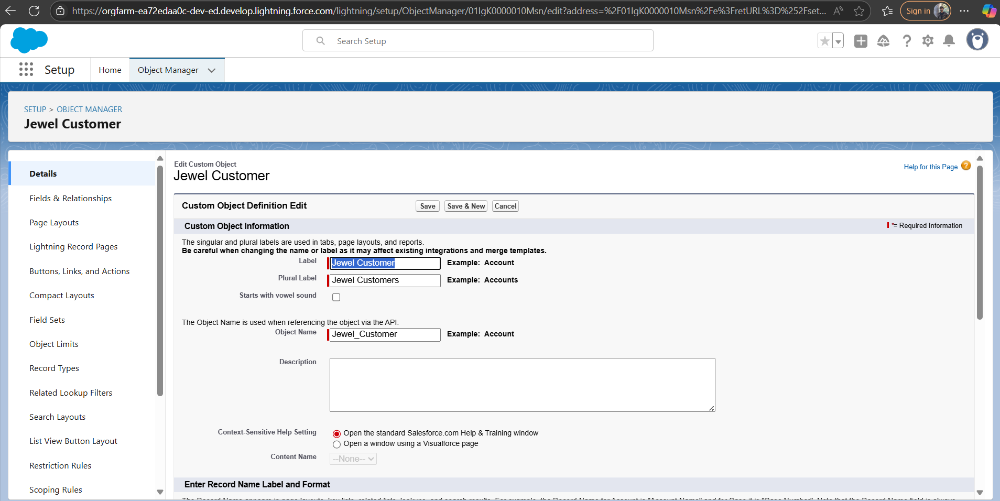 https://orgfarm-ea72edaa0c-dev-ed.develop.lightning.force.com/lightning/setup/ObjectManager/01IgK0000010Msn/edit?address=%2F01IgK0000010Msn%2Fe%3FretURL%3D%252Fset...
Sign in
Search Setup
Setup
Home
Object Manager
SETUP > OBJECT MANAGER
Jewel Customer
Details
Fields & Relationships
Page Layouts
Lightning Record Pages
Buttons, Links, and Actions
Compact Layouts
Field Sets
Object Limits
Record Types
Related Lookup Filters
Search Layouts
List View Button Layout
Restriction Rules
Scoping Rules
Edit Custom Object
Jewel Customer
Help for this Page
Custom Object Definition Edit
Save
Save & New
Cancel
Custom Object Information
* = Required Information
The singular and plural labels are used in tabs, page layouts, and reports.
Be careful when changing the name or label as it may affect existing integrations and merge templates.
Label Jewel Customer Example: Account
Plural Label Jewel Customers Example: Accounts
Starts with vowel sound
The Object Name is used when referencing the object via the API.
Object Name Jewel_Customer Example: Account
Description
Context-Sensitive Help Setting Open the standard Salesforce.com Help & Training window
Open a window using a Visualforce page
Content Name --None--
Enter Record Name Label and Format